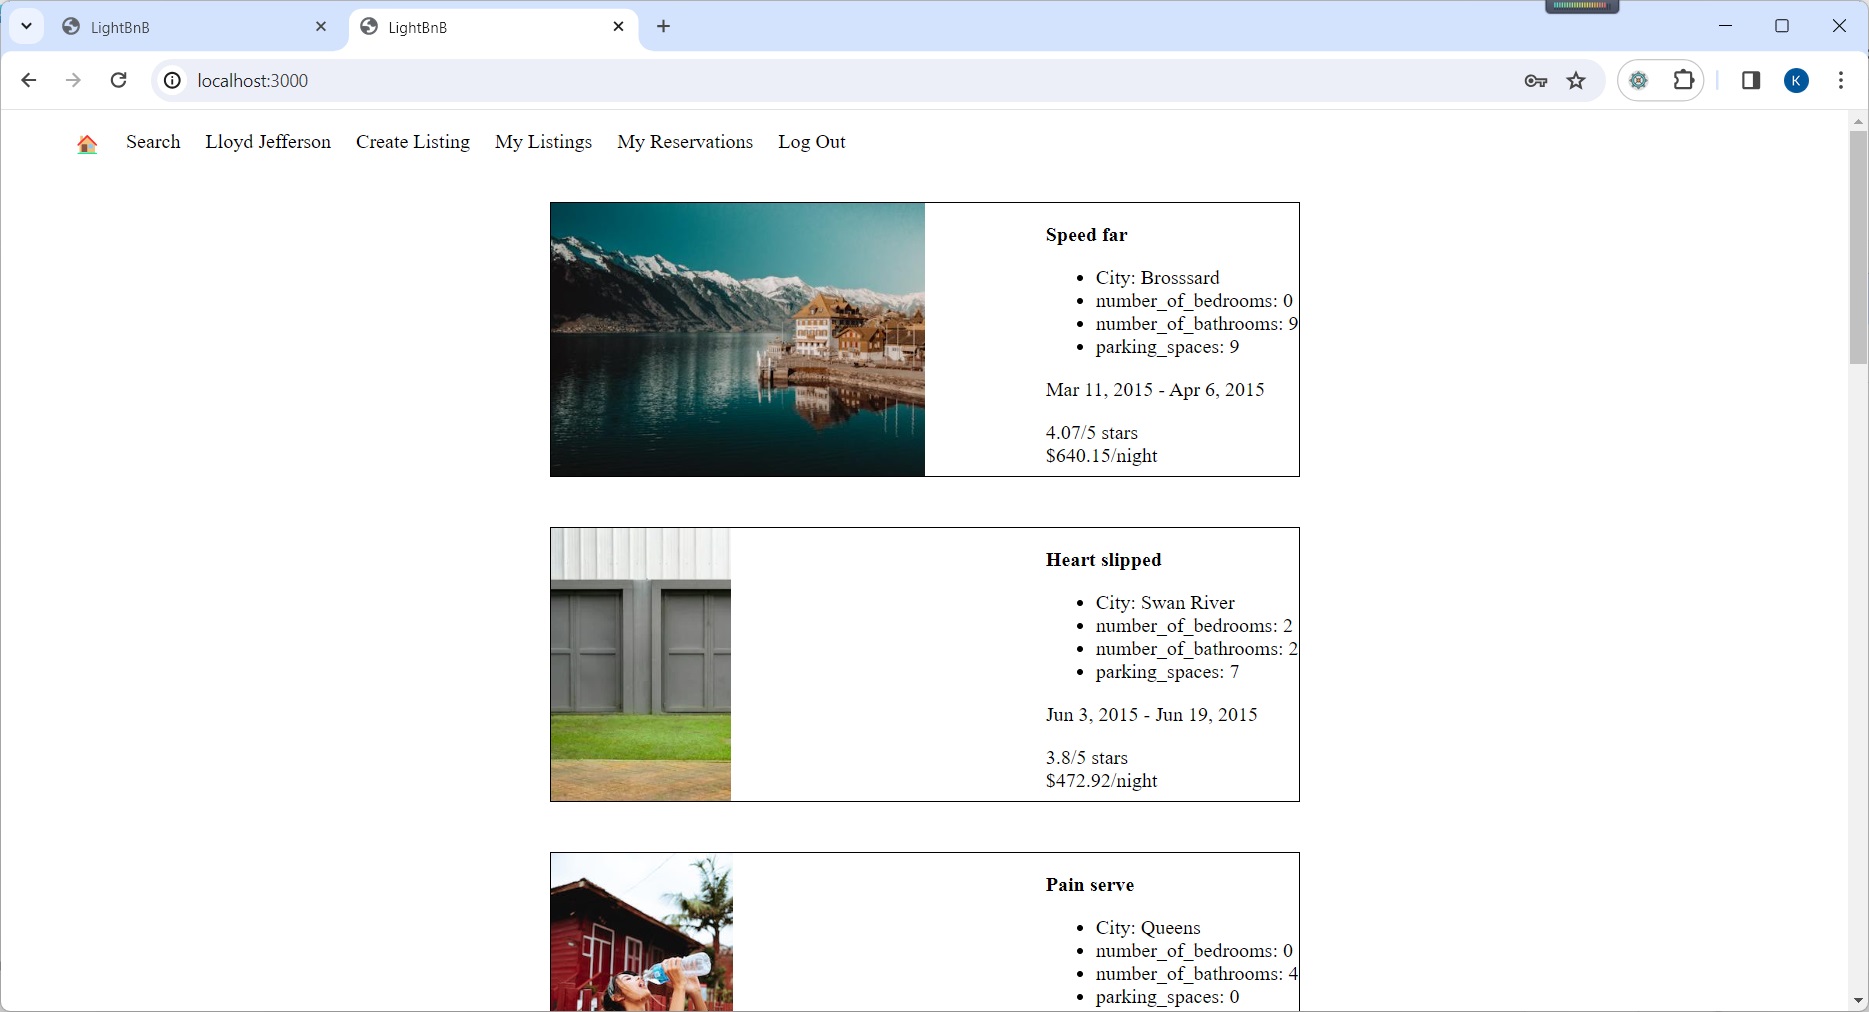 LightBnB
LightBnB
localhost:3000
K
Search Lloyd Jefferson Create Listing My Listings My Reservations Log Out
Speed far
City: Brosssard
number_of_bedrooms: 0
number_of_bathrooms: 9
parking_spaces: 9
Mar 11, 2015 - Apr 6, 2015
4.07/5 stars
$640.15/night
Heart slipped
City: Swan River
number_of_bedrooms: 2
number_of_bathrooms: 2
parking_spaces: 7
Jun 3, 2015 - Jun 19, 2015
3.8/5 stars
$472.92/night
Pain serve
City: Queens
number_of_bedrooms: 0
number_of_bathrooms: 4
parking_spaces: 0